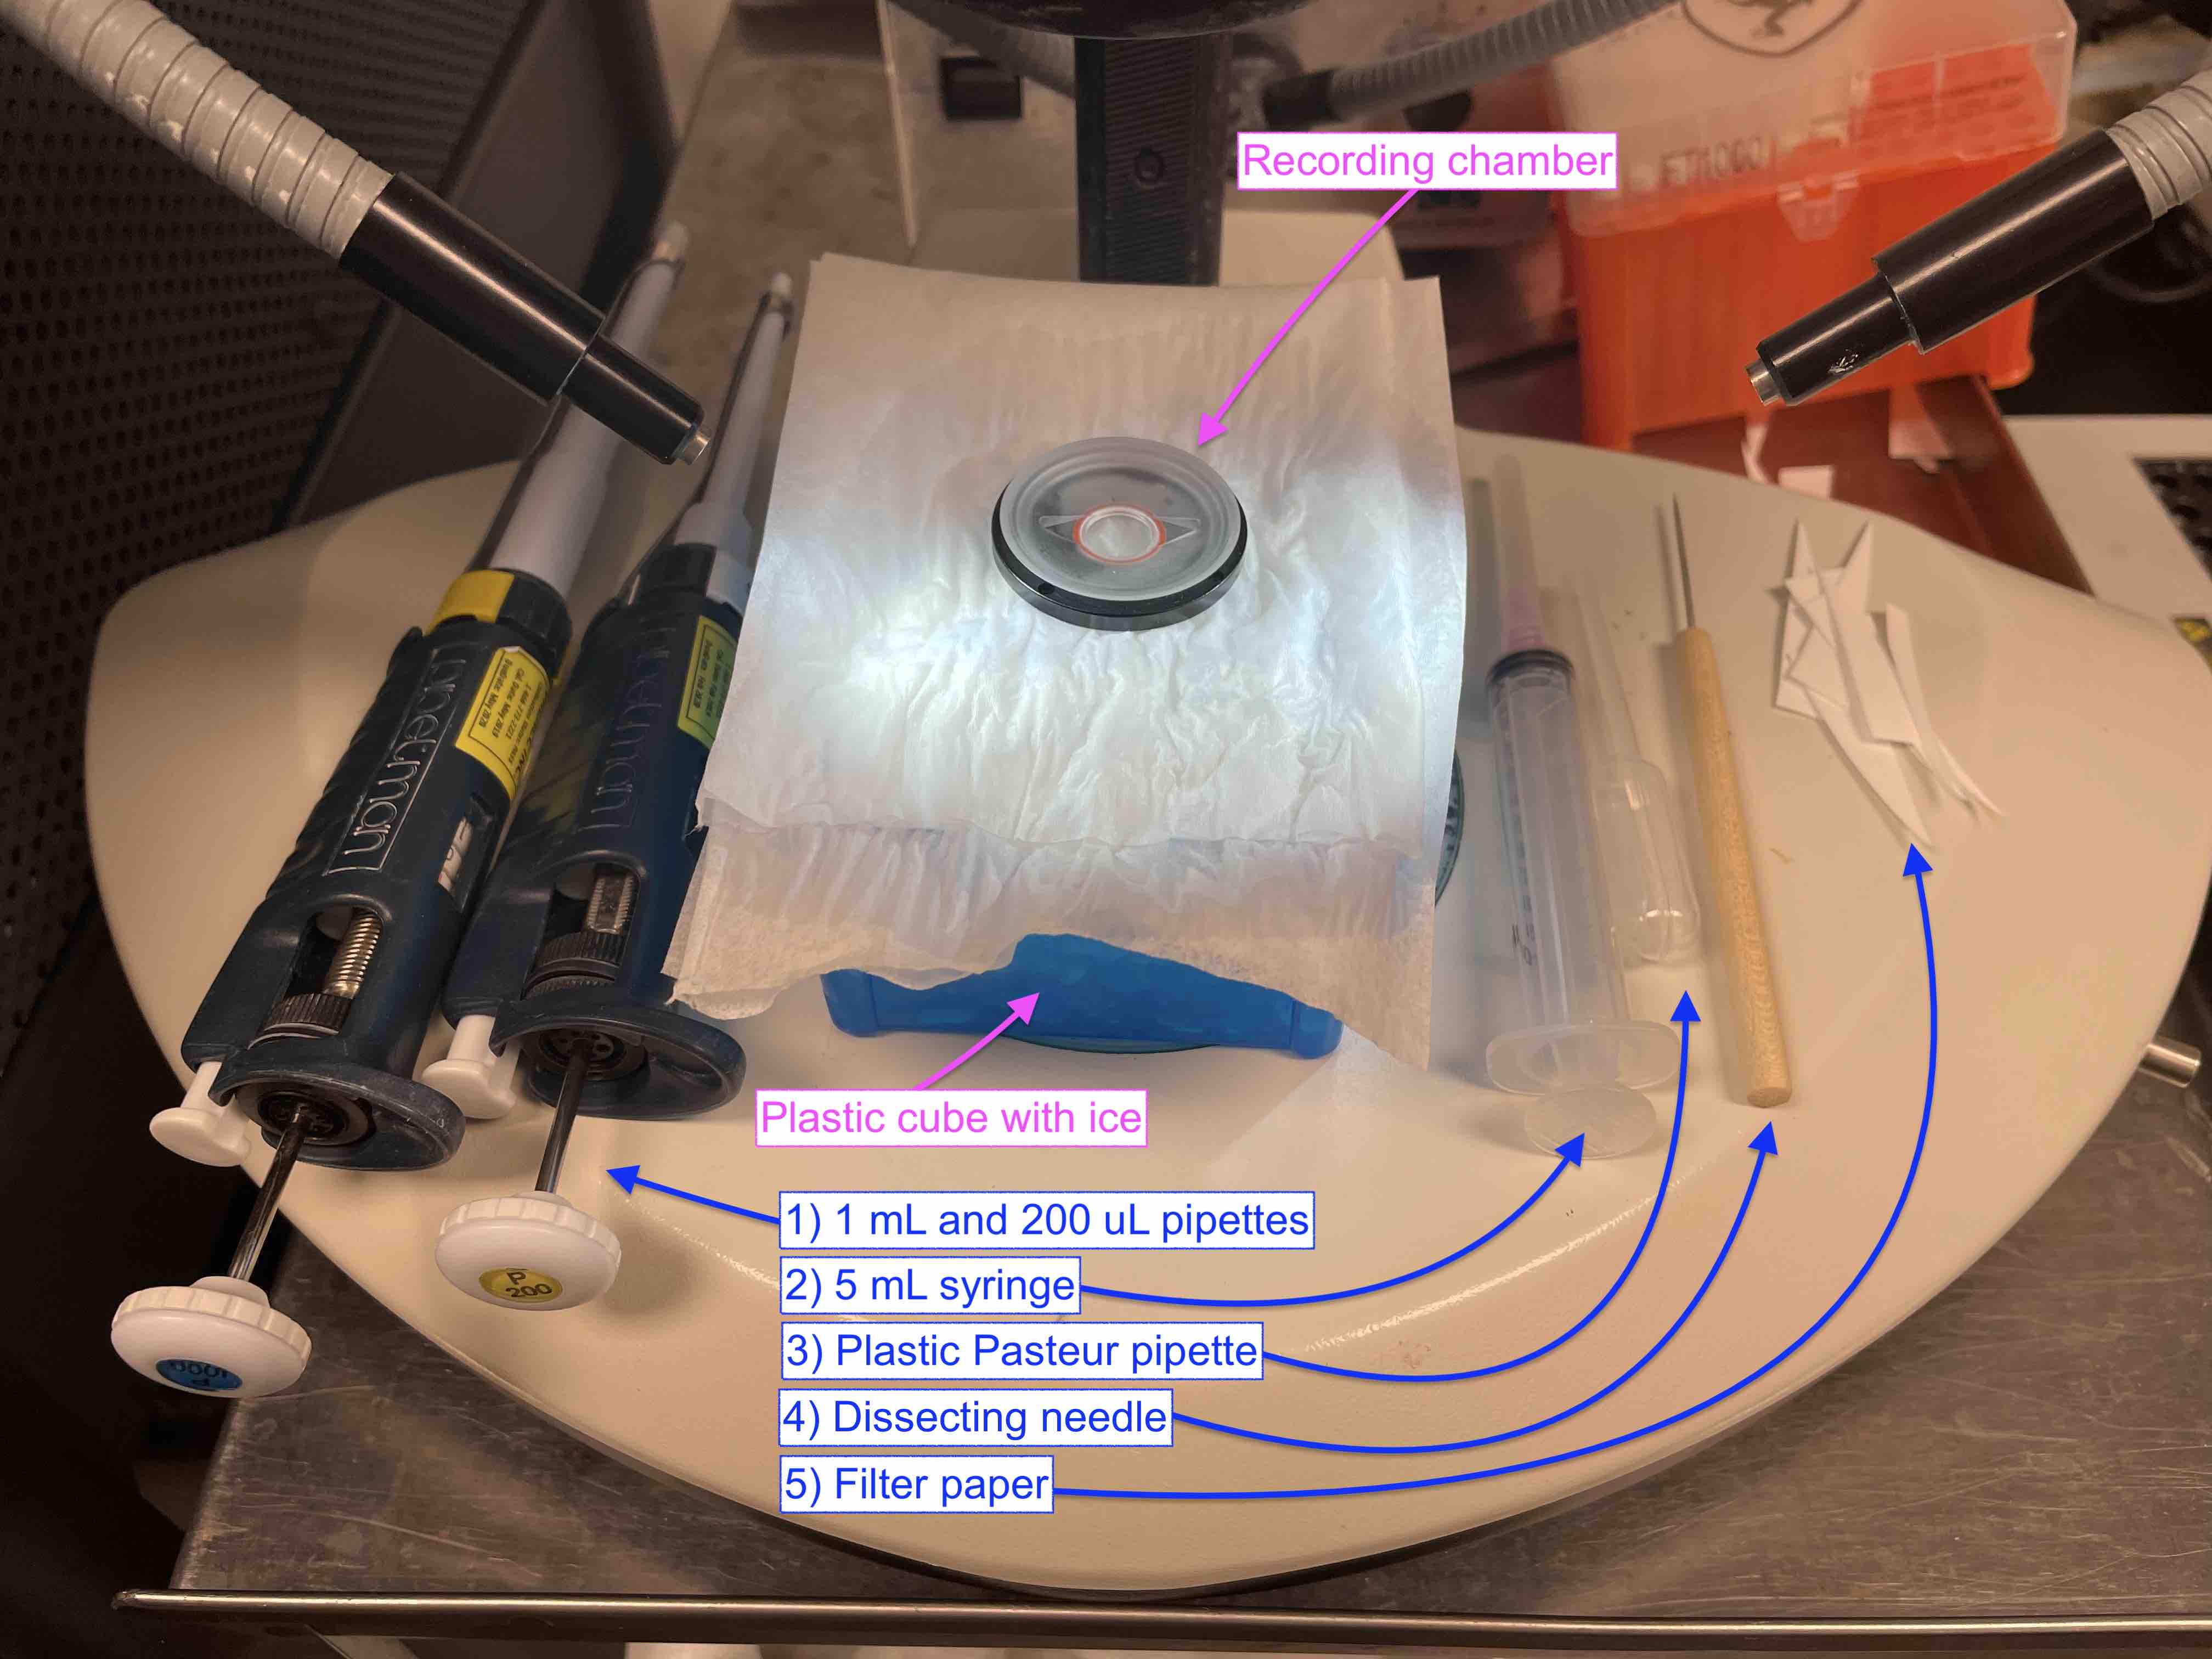 Recording chamber
PIPETMAN
P
200
P
1000
Plastic cube with ice
1) 1 mL and 200 uL pipettes
2) 5 mL syringe
3) Plastic Pasteur pipette
4) Dissecting needle
5) Filter paper